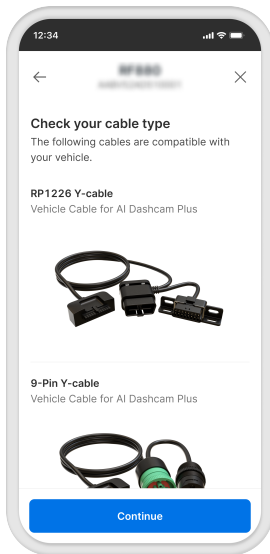 12:34
Check your cable type
The following cables are compatible with
your vehicle.
RP1226 Y-cable
Vehicle Cable for AI Dashcam Plus
9-Pin Y-cable
Vehicle Cable for AI Dashcam Plus
Continue